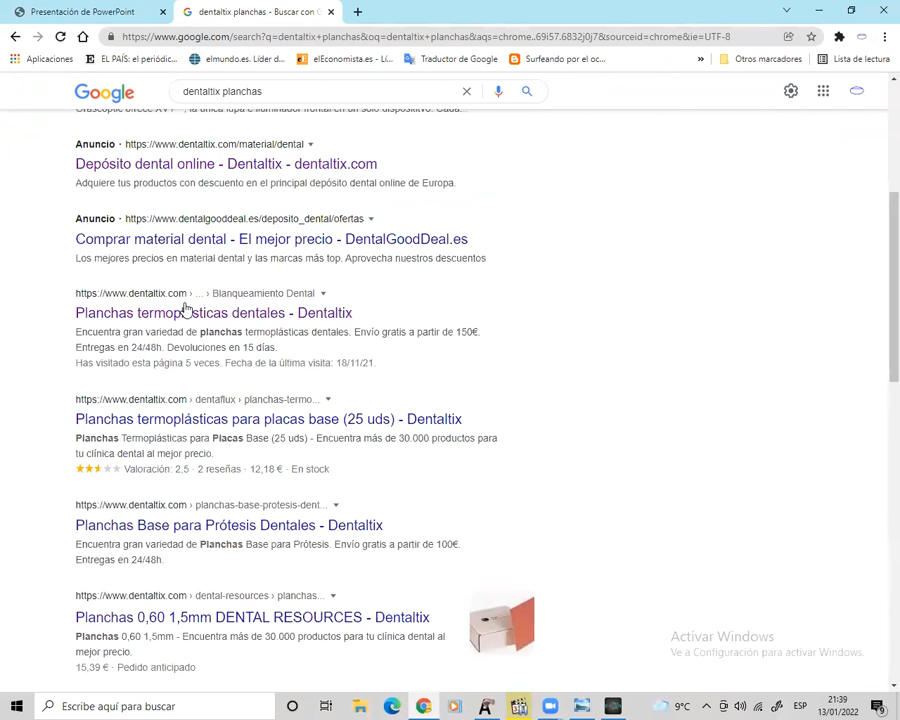 Presentación de PowerPoint
dentaltix planchas - Buscar con G
https://www.google.com/search?q=dentaltix+planchas&oq=dentaltix+planchas&aqs=chrome..69i57.6832j0j7&sourceid=chrome&ie=UTF-8
Aplicaciones
EL PAÍS: el periódic...
elmundo.es. Líder d...
elEconomista.es - Lí...
Traductor de Google
Surfeando por el oc...
»
Otros marcadores
Lista de lectura
Google
dentaltix planchas
Anuncio · https://www.dentaltix.com/material/dental
Depósito dental online - Dentaltix - dentaltix.com
Adquiere tus productos con descuento en el principal depósito dental online de Europa.
Anuncio · https://www.dentalgooddeal.es/deposito_dental/ofertas
Comprar material dental - El mejor precio - DentalGoodDeal.es
Los mejores precios en material dental y las marcas más top. Aprovecha nuestros descuentos
https://www.dentaltix.com › ... › Blanqueamiento Dental
Planchas termoplásticas dentales - Dentaltix
Encuentra gran variedad de planchas termoplásticas dentales. Envío gratis a partir de 150€.
Entregas en 24/48h. Devoluciones en 15 días.
Has visitado esta página 5 veces. Fecha de la última visita: 18/11/21.
https://www.dentaltix.com › dentaflux › planchas-termo...
Planchas termoplásticas para placas base (25 uds) - Dentaltix
Planchas Termoplásticas para Placas Base (25 uds) - Encuentra más de 30.000 productos para
tu clínica dental al mejor precio.
Valoración: 2,5 · 2 reseñas · 12,18 € · En stock
https://www.dentaltix.com › planchas-base-protesis-dent...
Planchas Base para Prótesis Dentales - Dentaltix
Encuentra gran variedad de Planchas Base para Prótesis. Envío gratis a partir de 100€.
Entregas en 24/48h.
https://www.dentaltix.com › dental-resources › planchas...
Planchas 0,60 1,5mm DENTAL RESOURCES - Dentaltix
Planchas 0,60 1,5mm - Encuentra más de 30.000 productos para tu clínica dental al
mejor precio.
15,39 € · Pedido anticipado
Activar Windows
Ve a Configuración para activar Windows.
Escribe aquí para buscar
9°C
ESP
21:39
13/01/2022